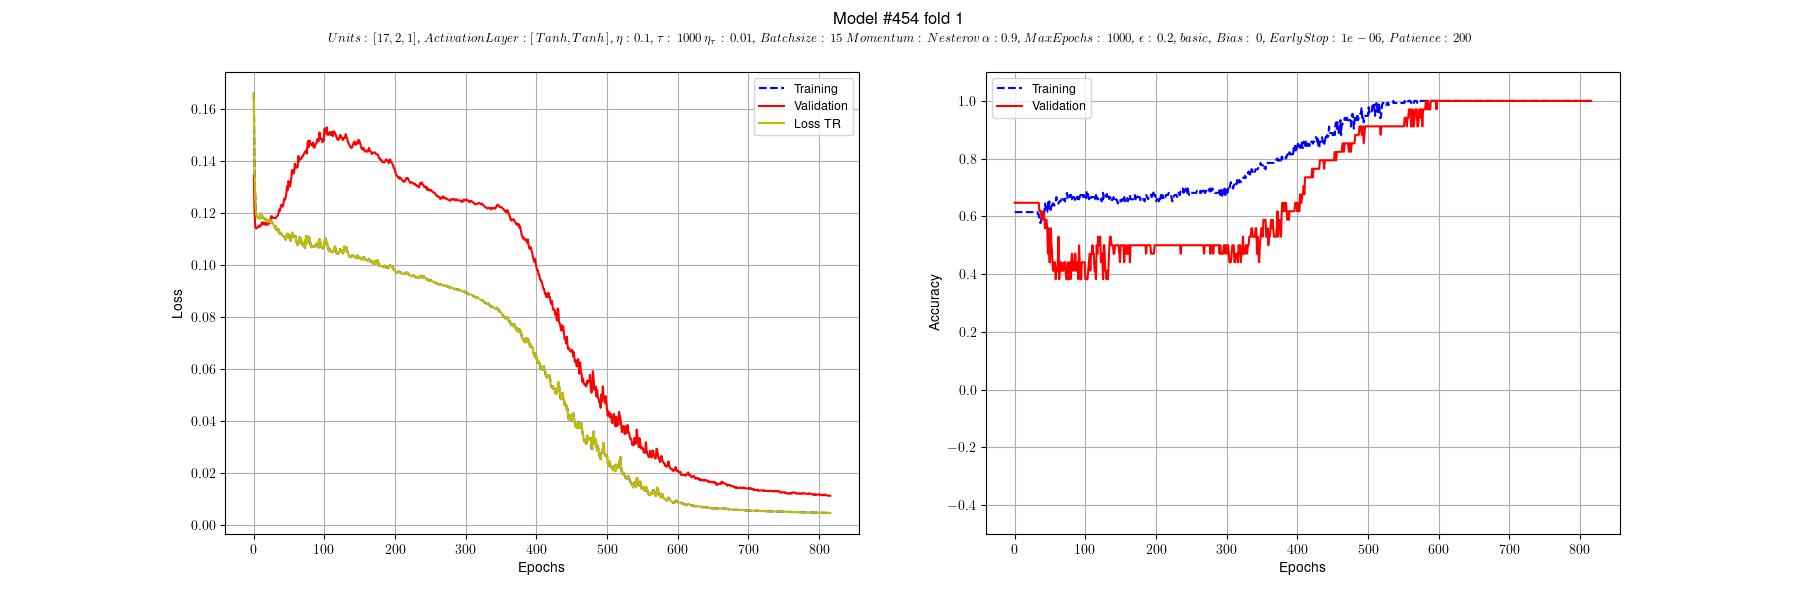 Model #454 fold 1
Units : [17, 2, 1], ActivationLayer : [Tanh, Tanh], η : 0.1, τ : 1000 η_τ : 0.01, Batchsize : 15 Momentum : Nesterov α : 0.9, MaxEpochs : 1000, ϵ : 0.2, basic, Bias : 0, EarlyStop : 1e − 06, Patience : 200
Training
Validation
Loss TR
0.16
0.14
0.12
0.10
0.08
0.06
0.04
0.02
0.00
Loss
0 100 200 300 400 500 600 700 800
Epochs
Training
Validation
1.0
0.8
0.6
0.4
0.2
0.0
−0.2
−0.4
Accuracy
0 100 200 300 400 500 600 700 800
Epochs